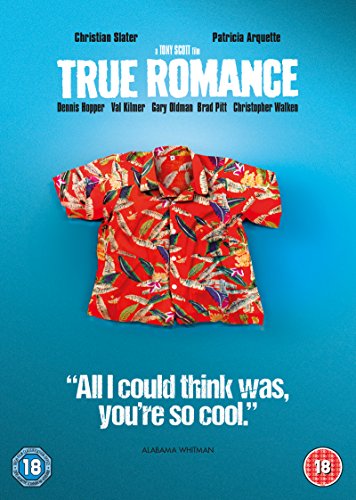 Christian Slater Patricia Arquette
a TONY SCOTT film
TRUE ROMANCE
Dennis Hopper Val Kilmer Gary Oldman Brad Pitt Christopher Walken
“All I could think was,
you're so cool.”
ALABAMA WHITMAN
18 18